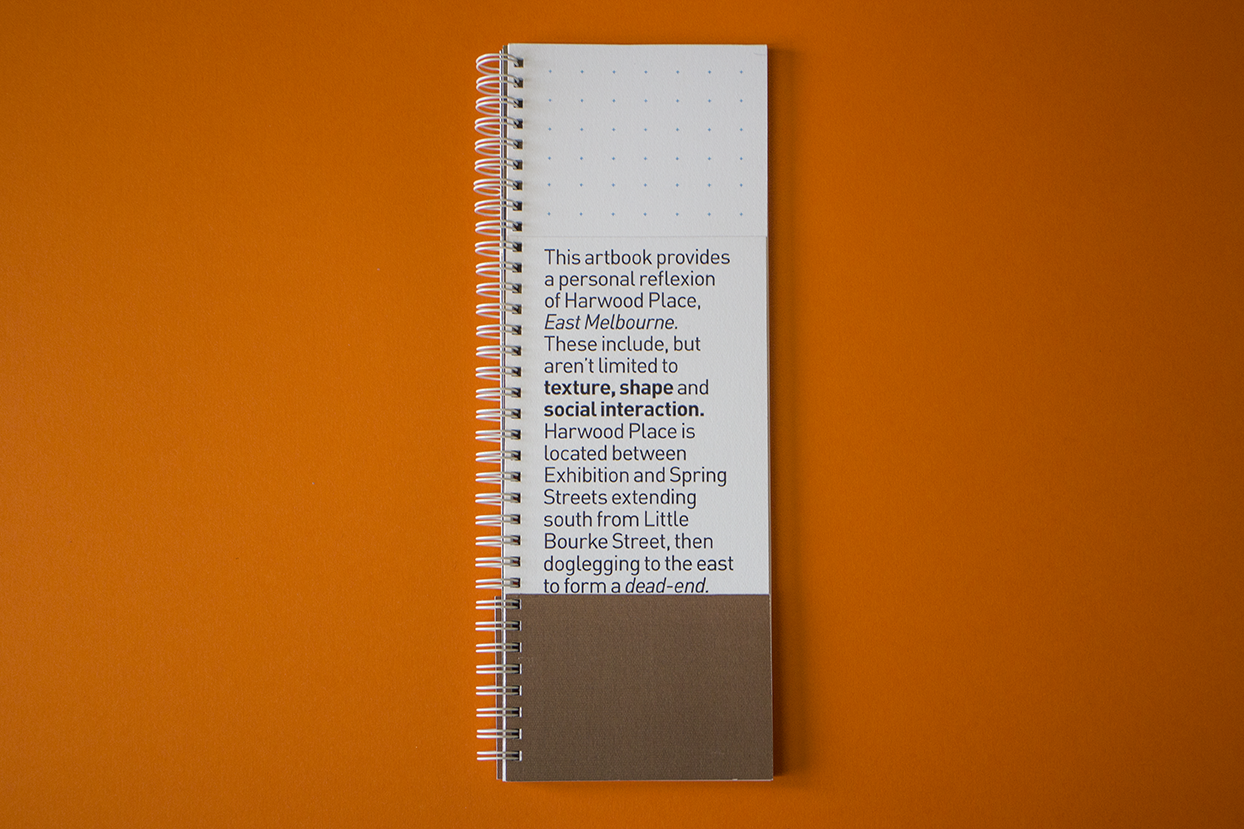 This artbook provides
a personal reflexion
of Harwood Place,
East Melbourne.
These include, but
aren't limited to
texture, shape and
social interaction.
Harwood Place is
located between
Exhibition and Spring
Streets extending
south from Little
Bourke Street, then
doglegging to the east
to form a dead-end.